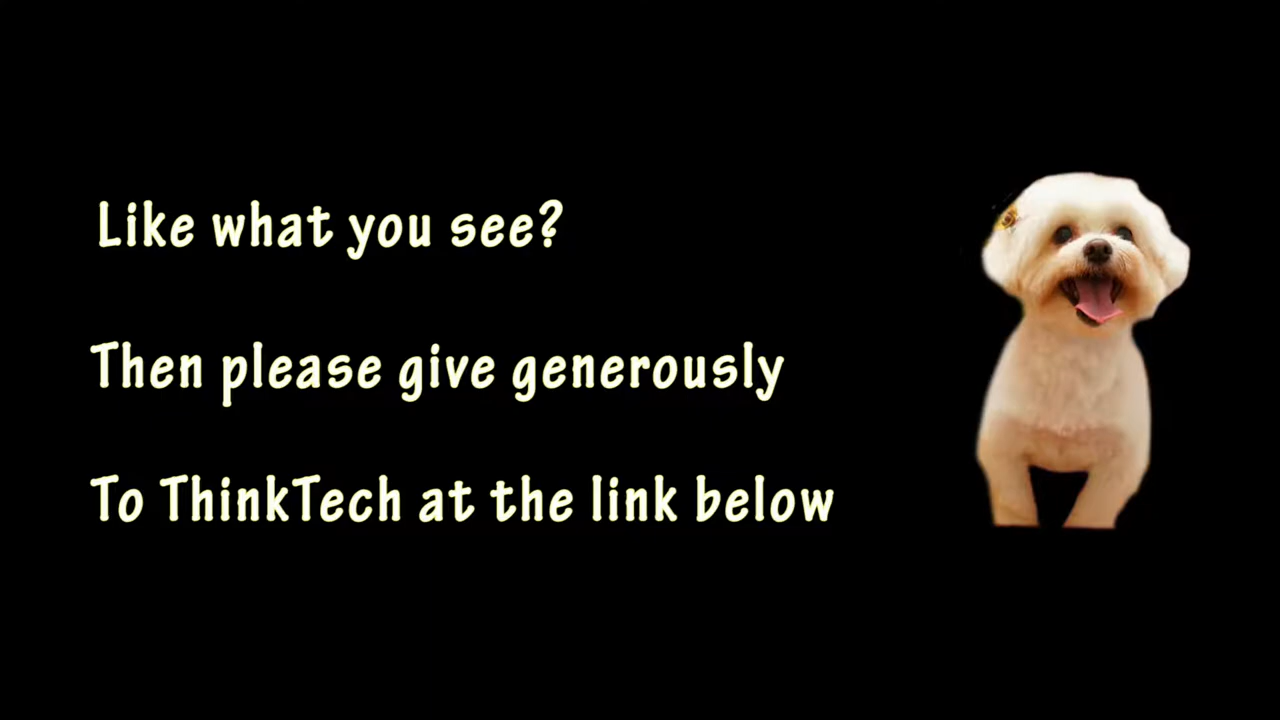 Like what you see?
Then please give generously
To ThinkTech at the link below